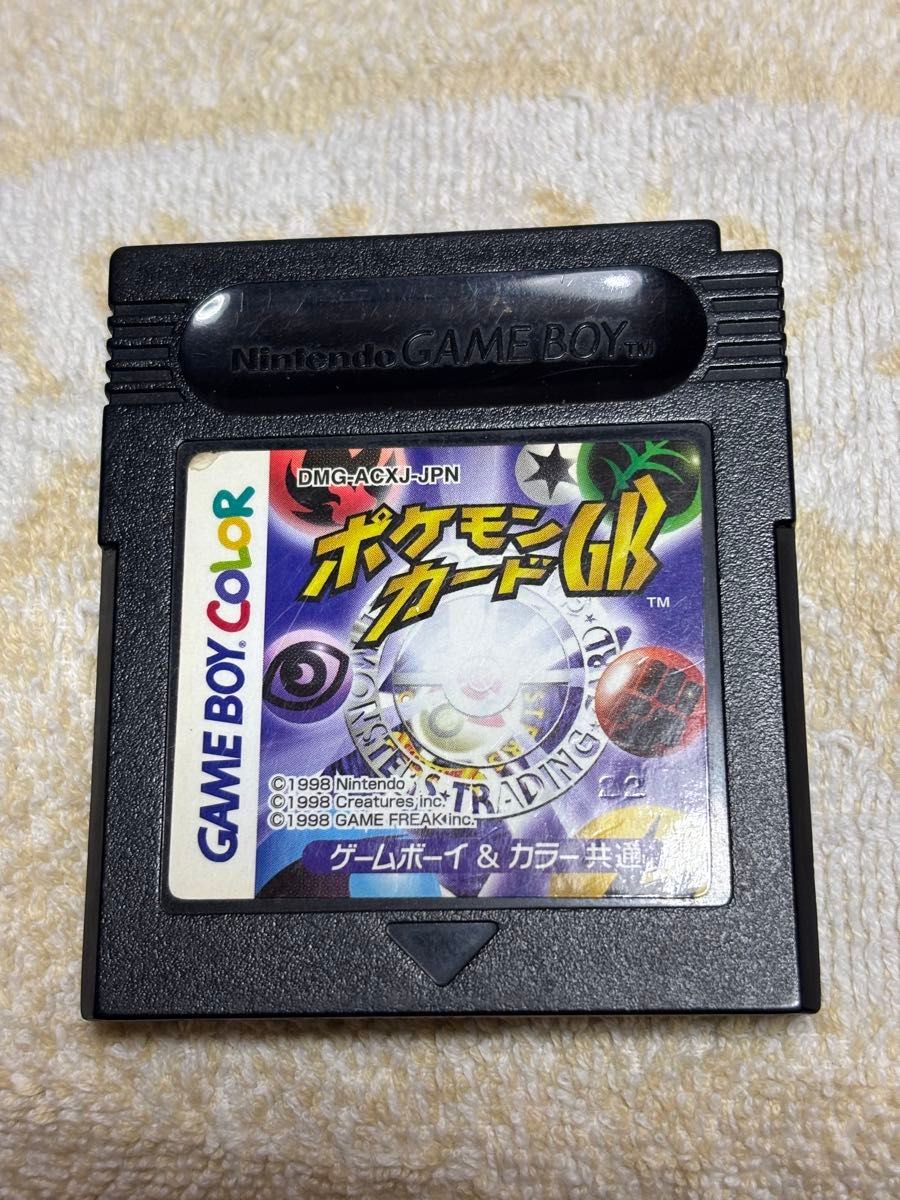 Nintendo GAME BOY TM
DMG-ACXJ-JPN
ポケモン
カードGB
TM
GAME BOY COLOR
MONSTERS★TRADING
©1998 Nintendo
©1998 Creatures inc.
©1998 GAME FREAK inc.
22
ゲームボーイ & カラー共通